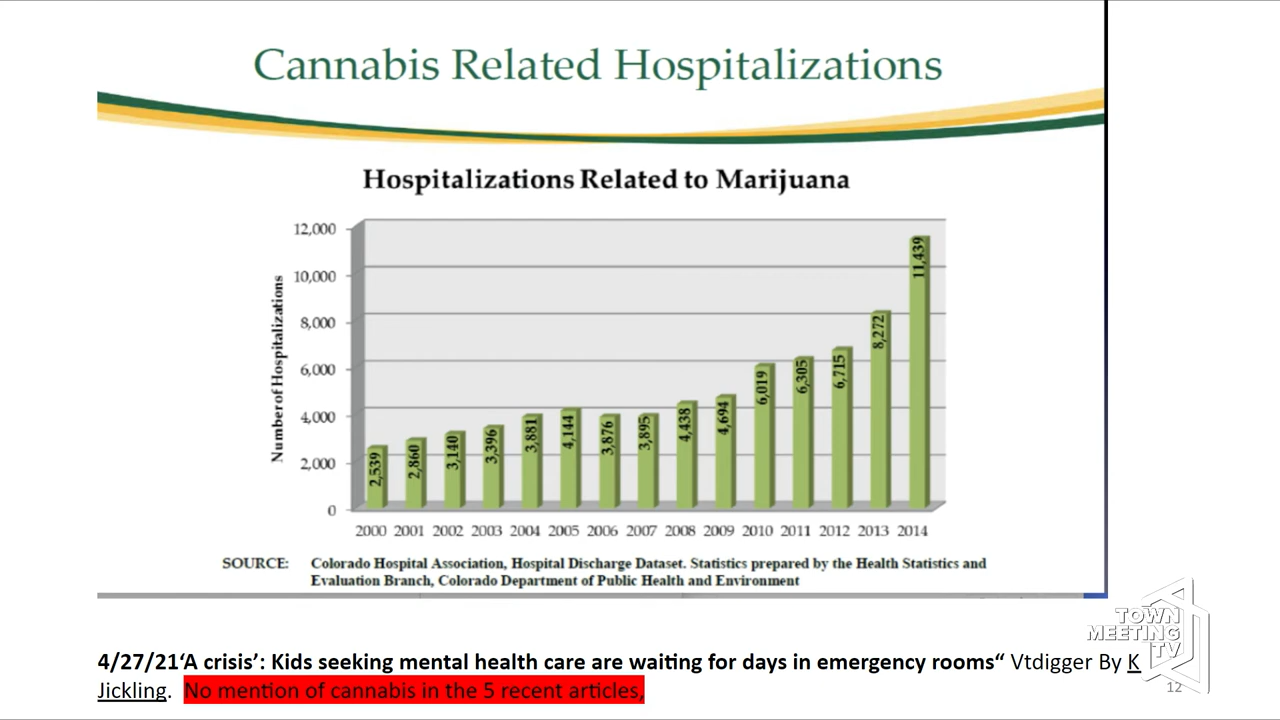 Cannabis Related Hospitalizations
Hospitalizations Related to Marijuana
Number of Hospitalizations
12,000
10,000
8,000
6,000
4,000
2,000
0
2,539
2,860
3,140
3,396
3,881
4,144
3,876
3,895
4,438
4,694
6,019
6,305
6,715
8,272
11,439
2000 2001 2002 2003 2004 2005 2006 2007 2008 2009 2010 2011 2012 2013 2014
SOURCE: Colorado Hospital Association, Hospital Discharge Dataset. Statistics prepared by the Health Statistics and
Evaluation Branch, Colorado Department of Public Health and Environment
TOWN
MEETING
TV
4/27/21‘A crisis’: Kids seeking mental health care are waiting for days in emergency rooms“ Vtdigger By K
Jickling. No mention of cannabis in the 5 recent articles,
12